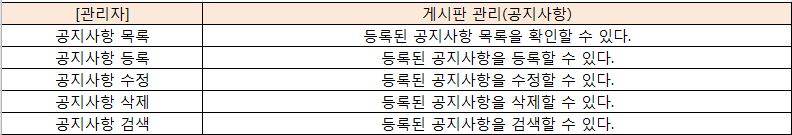 [관리자] 게시판 관리(공지사항)
공지사항 목록 등록된 공지사항 목록을 확인할 수 있다.
공지사항 등록 등록된 공지사항을 등록할 수 있다.
공지사항 수정 등록된 공지사항을 수정할 수 있다.
공지사항 삭제 등록된 공지사항을 삭제할 수 있다.
공지사항 검색 등록된 공지사항을 검색할 수 있다.